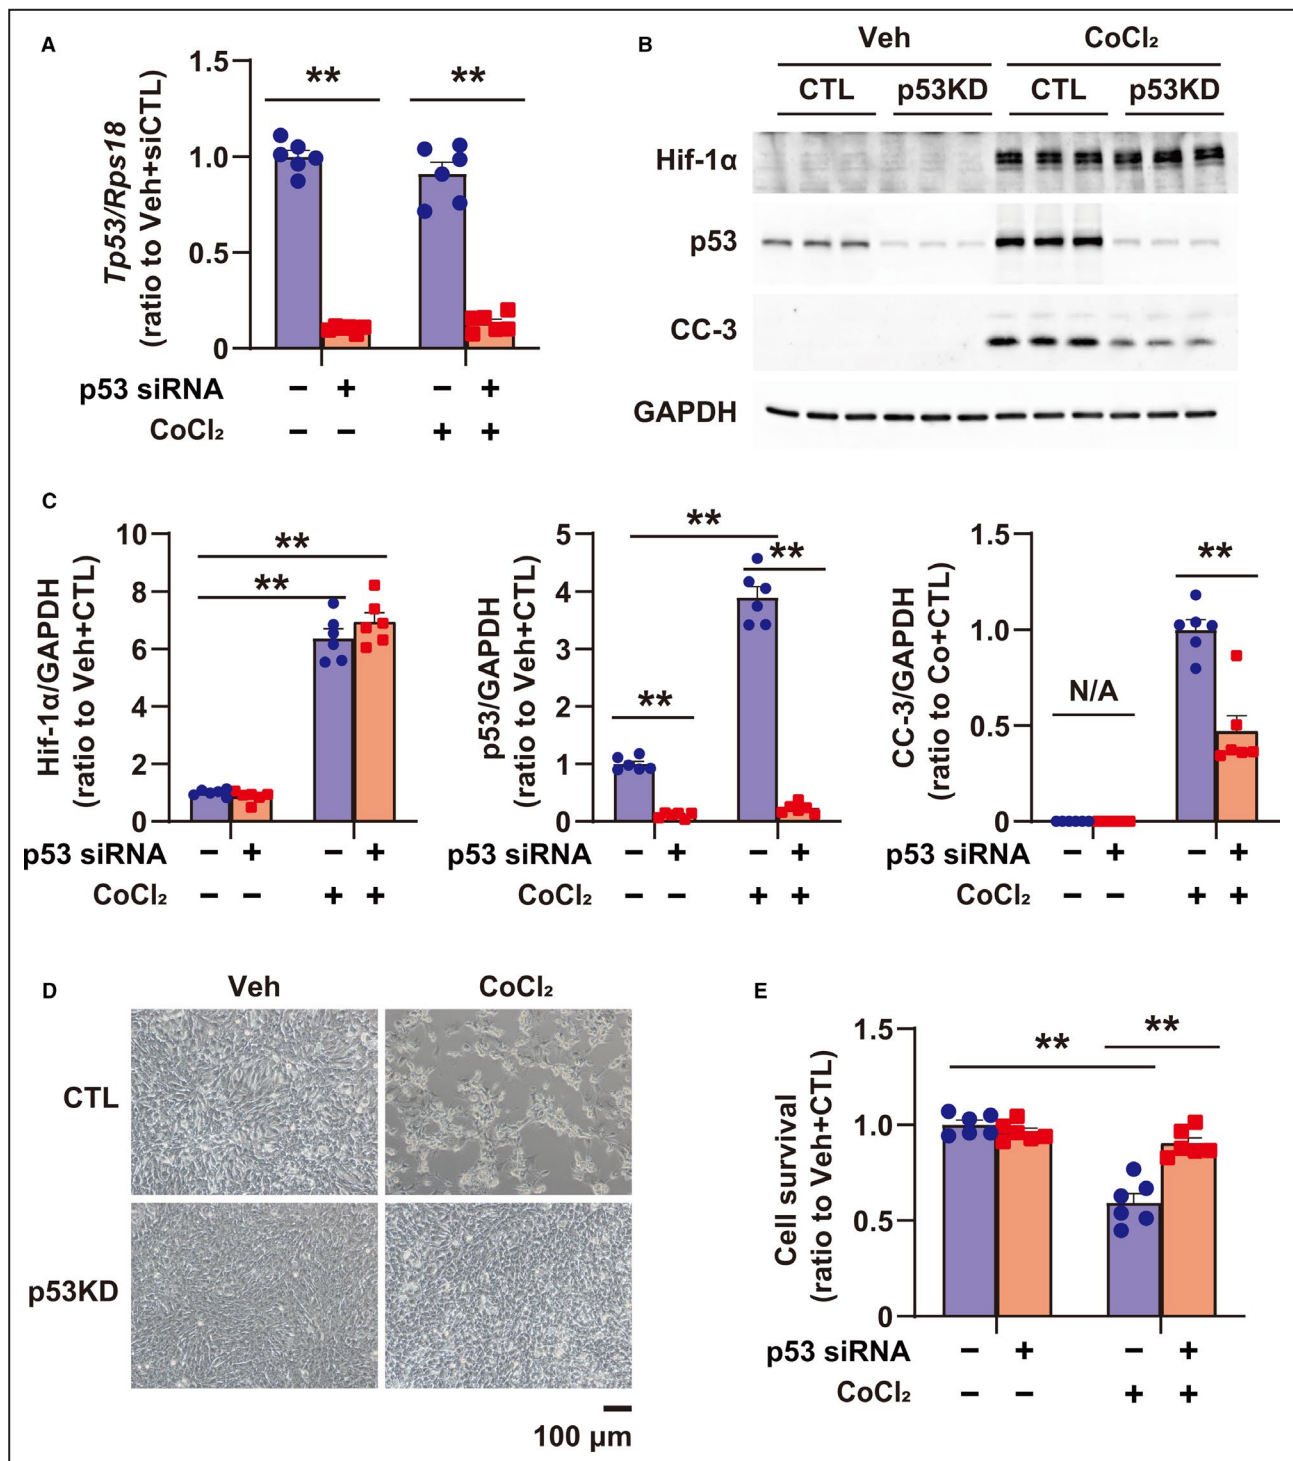 A
Tp53/Rps18
(ratio to Veh+siCTL)
1.5
1.0
0.5
0
** **
p53 siRNA − + − +
CoCl₂ − − + +
B
Veh CoCl₂
CTL p53KD CTL p53KD
Hif-1α
p53
CC-3
GAPDH
C
Hif-1α/GAPDH
(ratio to Veh+CTL)
10
8
6
4
2
0
**
**
p53 siRNA − + − +
CoCl₂ − − + +
p53/GAPDH
(ratio to Veh+CTL)
5
4
3
2
1
0
**
**
**
p53 siRNA − + − +
CoCl₂ − − + +
CC-3/GAPDH
(ratio to Co+CTL)
1.5
1.0
0.5
0
**
N/A
p53 siRNA − + − +
CoCl₂ − − + +
D
Veh CoCl₂
CTL
p53KD
100 µm
E
Cell survival
(ratio to Veh+CTL)
1.5
1.0
0.5
0
**
**
p53 siRNA − + − +
CoCl₂ − − + +